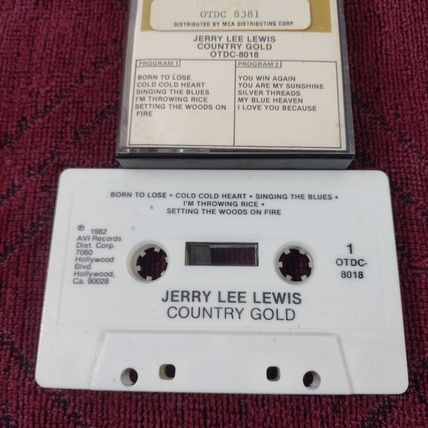 OTDC 8381
DISTRIBUTED BY MCA DISTRIBUTING CORP.
JERRY LEE LEWIS
COUNTRY GOLD
OTDC-8018
PROGRAM 1
BORN TO LOSE
COLD COLD HEART
SINGING THE BLUES
I'M THROWING RICE
SETTING THE WOODS ON
FIRE
PROGRAM 2
YOU WIN AGAIN
YOU ARE MY SUNSHINE
SILVER THREADS
MY BLUE HEAVEN
I LOVE YOU BECAUSE
BORN TO LOSE • COLD COLD HEART • SINGING THE BLUES •
I'M THROWING RICE •
SETTING THE WOODS ON FIRE
℗ 1982
AVI Records
Dist. Corp.
7060
Hollywood
Blvd.
Hollywood,
Ca. 90028
1
OTDC-
8018
JERRY LEE LEWIS
COUNTRY GOLD